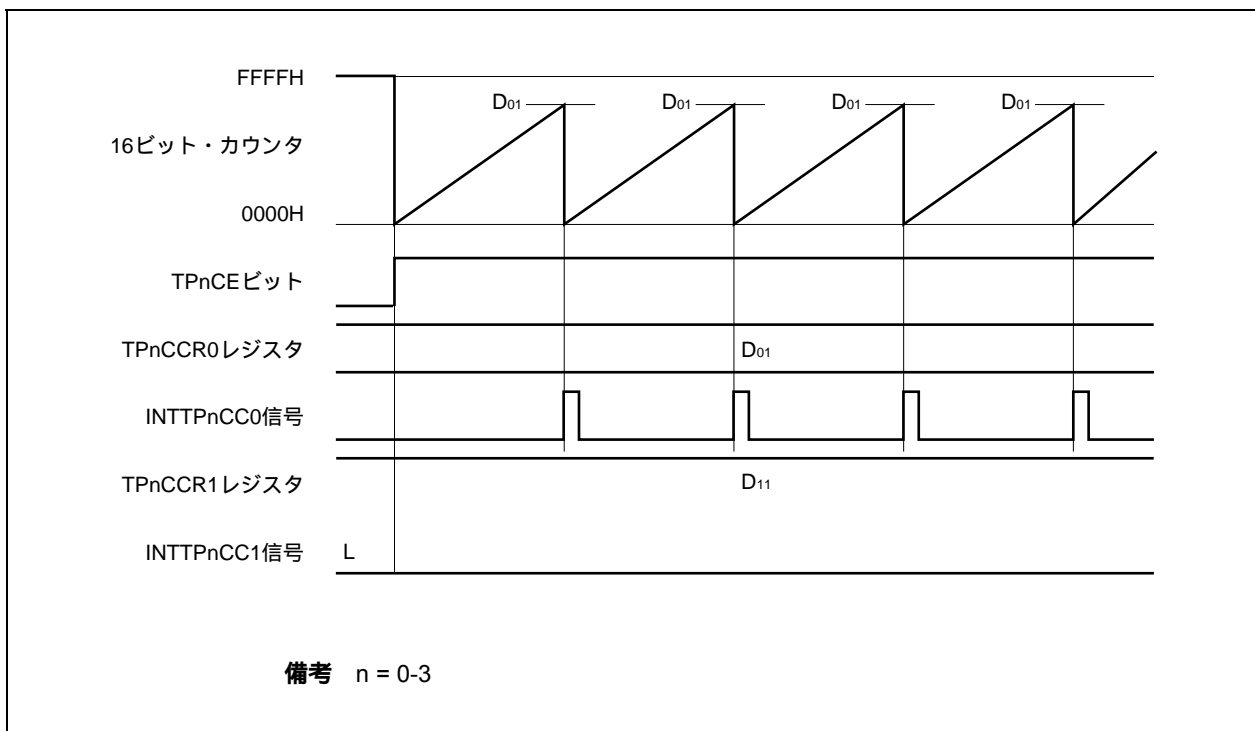 FFFFH
D01 D01 D01 D01
16ビット・カウンタ
0000H
TPnCEビット
TPnCCR0レジスタ D01
INTTPnCC0信号
TPnCCR1レジスタ D11
INTTPnCC1信号 L
備考 n = 0-3